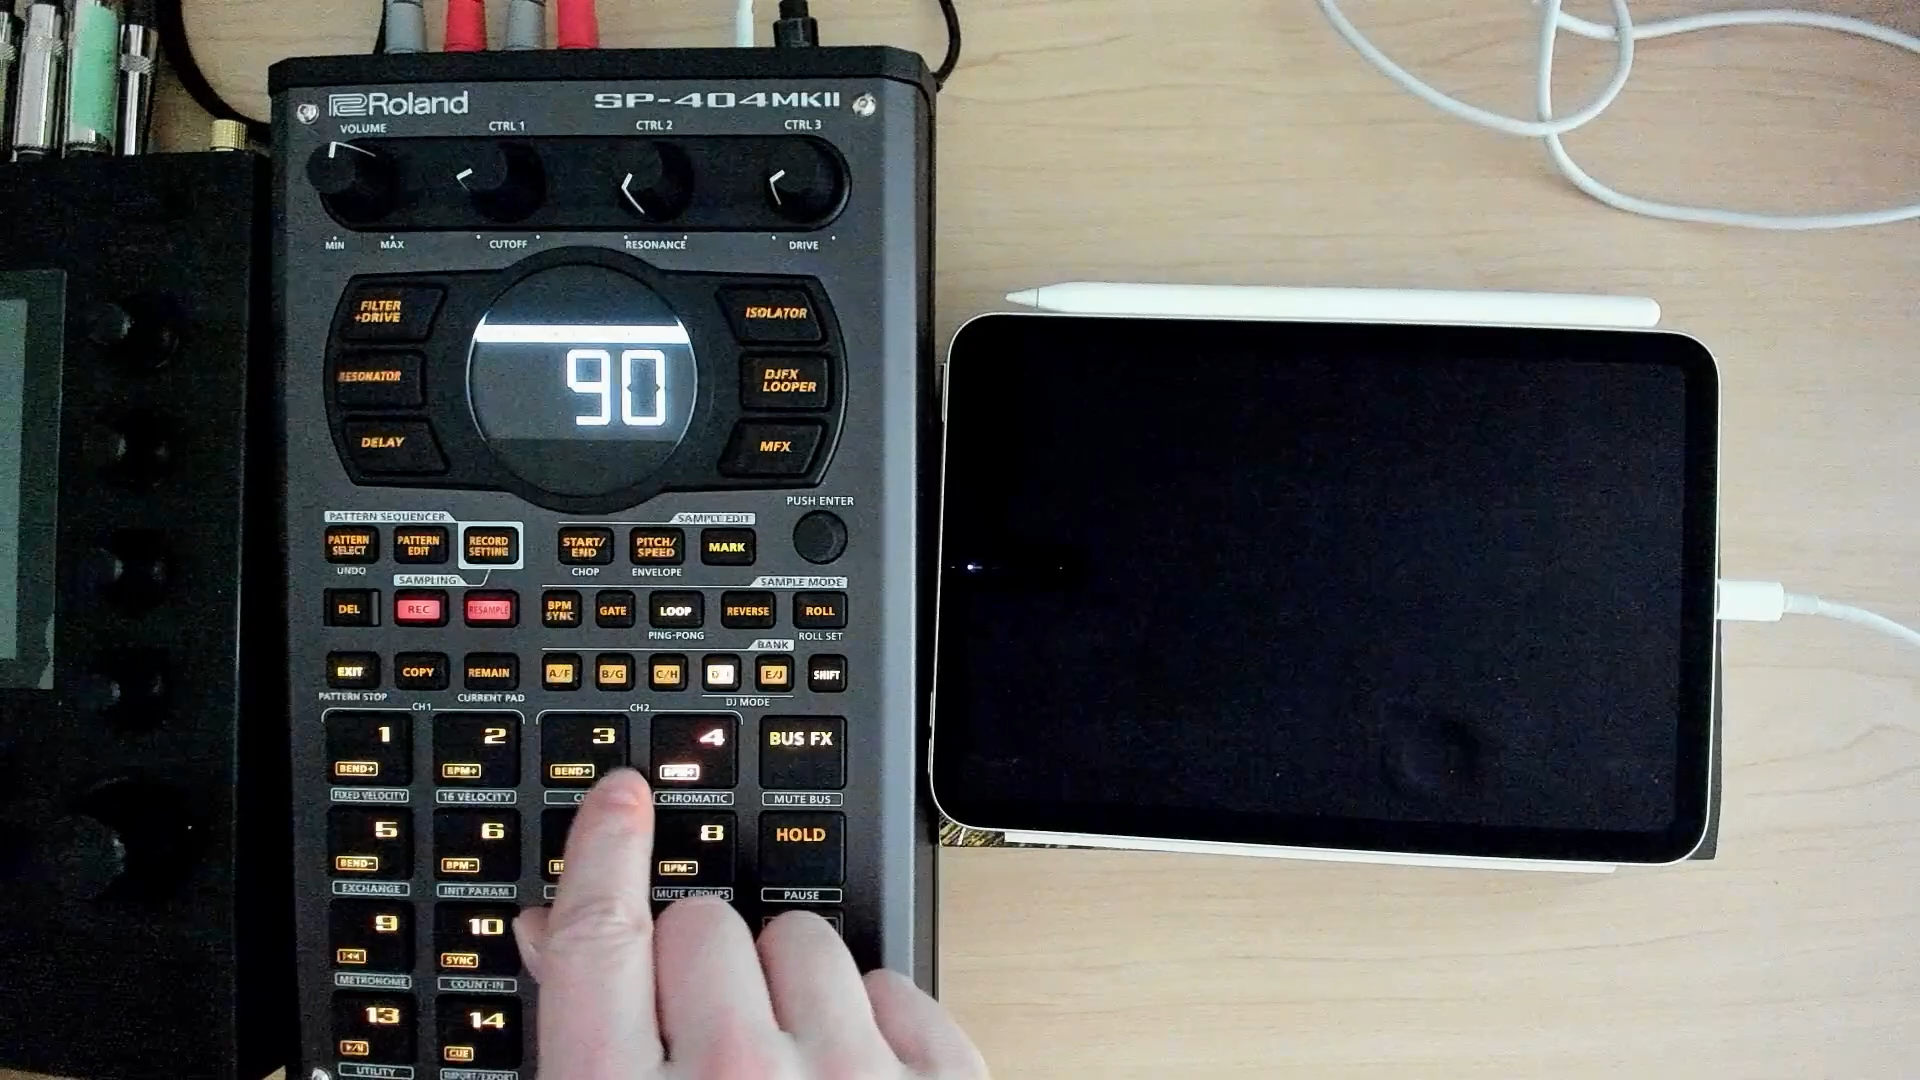 Roland
SP-404MKII
VOLUME
CTRL 1
CTRL 2
CTRL 3
MIN
MAX
CUTOFF
RESONANCE
DRIVE
FILTER
+DRIVE
ISOLATOR
90
RESONATOR
DJFX
LOOPER
DELAY
MFX
PUSH ENTER
PATTERN SEQUENCER
SAMPLE EDIT
PATTERN
SELECT
PATTERN
EDIT
RECORD
SETTING
START/
END
PITCH/
SPEED
MARK
UNDO
CHOP
ENVELOPE
SAMPLING
SAMPLE MODE
DEL
REC
RESAMPLE
BPM
SYNC
GATE
LOOP
REVERSE
ROLL
PING-PONG
ROLL SET
BANK
EXIT
COPY
REMAIN
A/F
B/G
C/H
E/J
SHIFT
PATTERN STOP
CURRENT PAD
DJ MODE
CH1
CH2
1
2
3
4
BUS FX
BEND+
BPM+
BEND+
BPM+
FIXED VELOCITY
16 VELOCITY
CHROMATIC
MUTE BUS
5
6
8
HOLD
BEND-
BPM-
BPM-
EXCHANGE
INIT PARAM
MUTE GROUPS
PAUSE
9
10
SYNC
METRONOME
COUNT-IN
13
14
CUE
UTILITY
IMPORT/EXPORT